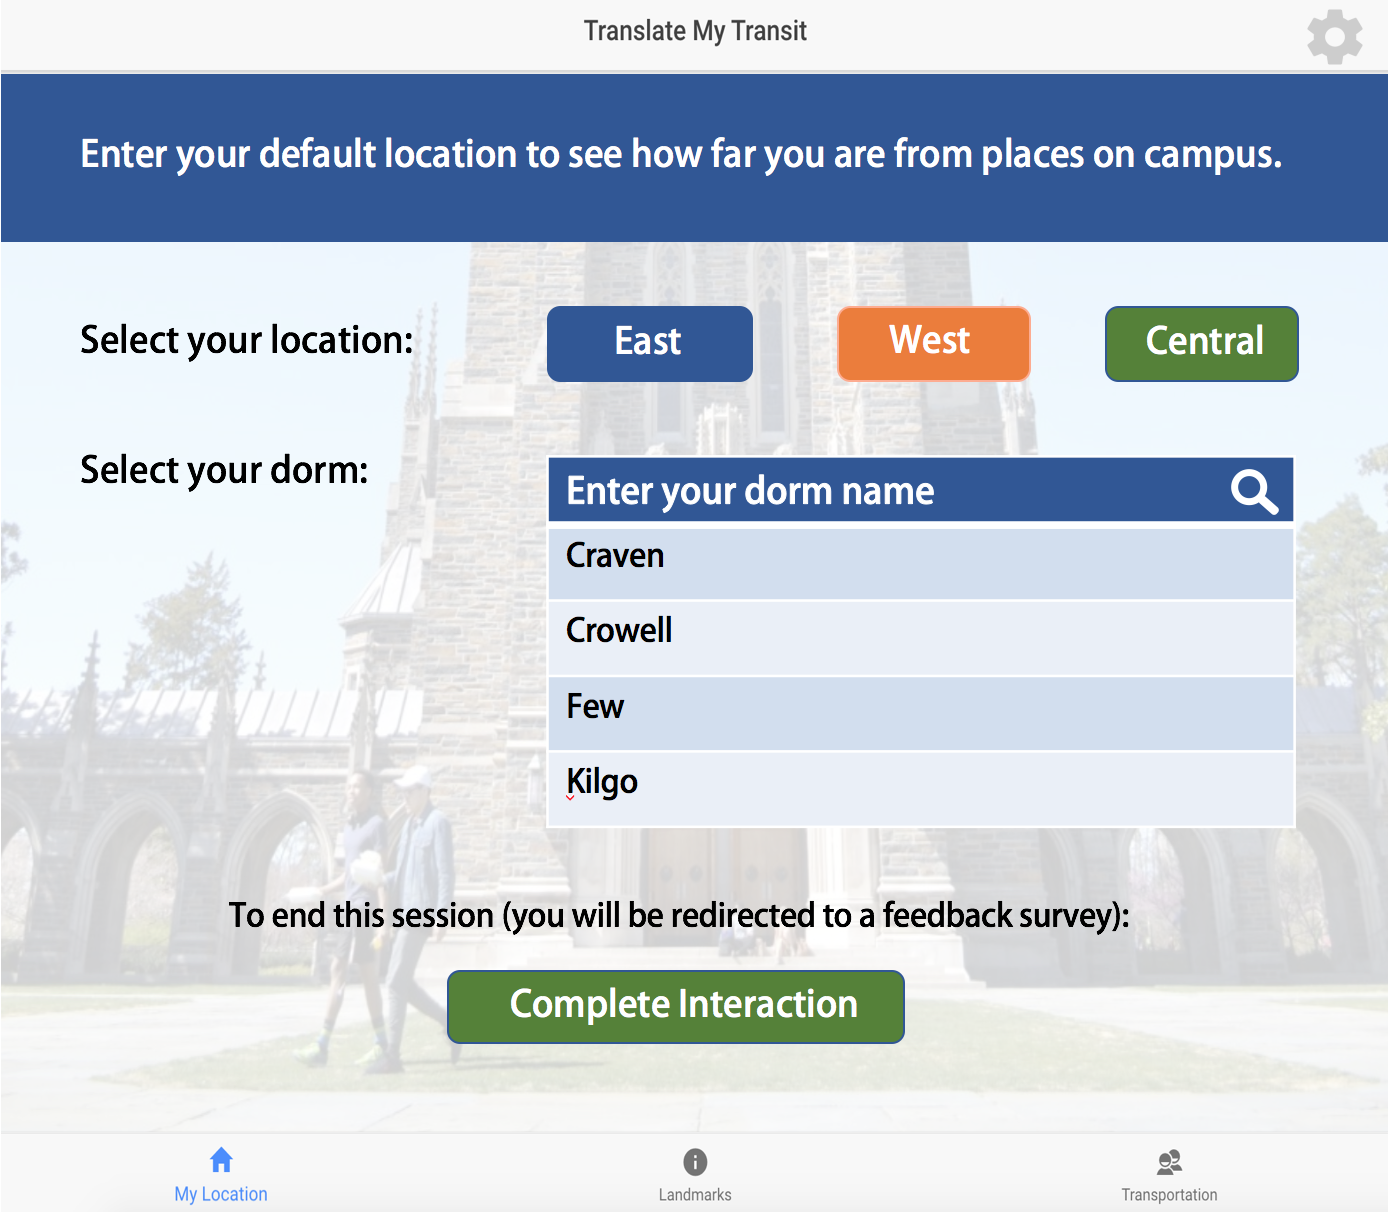 Translate My Transit
Enter your default location to see how far you are from places on campus.
Select your location:
East
West
Central
Select your dorm:
Enter your dorm name
Craven
Crowell
Few
Kilgo
To end this session (you will be redirected to a feedback survey):
Complete Interaction
My Location
Landmarks
Transportation